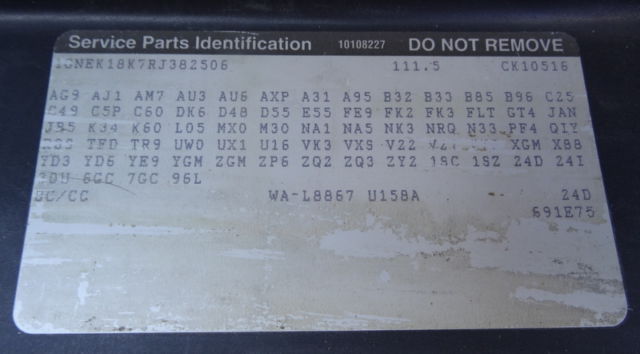 Service Parts Identification 10108227 DO NOT REMOVE
1GNEK18K7RJ382506 111.5 CK10516
AG9 AJ1 AM7 AU3 AU6 AXP A31 A95 B32 B33 B85 B96 C25
C49 C5P C60 DK6 D48 D55 E55 FE9 FK2 FK3 FLT GT4 JAN
JB5 K34 K60 L05 MX0 M30 NA1 NA5 NK3 NRQ N33 PF4 QIY
TFD TR9 UW0 UX1 U16 VK3 VXS V22 XGM X88
YD3 YD6 YE9 YGM ZGM ZP6 ZQ2 ZQ3 ZY2 1SC 1SZ 24D 24I
6GC 7GC 96L
BC/CC WA-L8867 U158A 24D
691E75